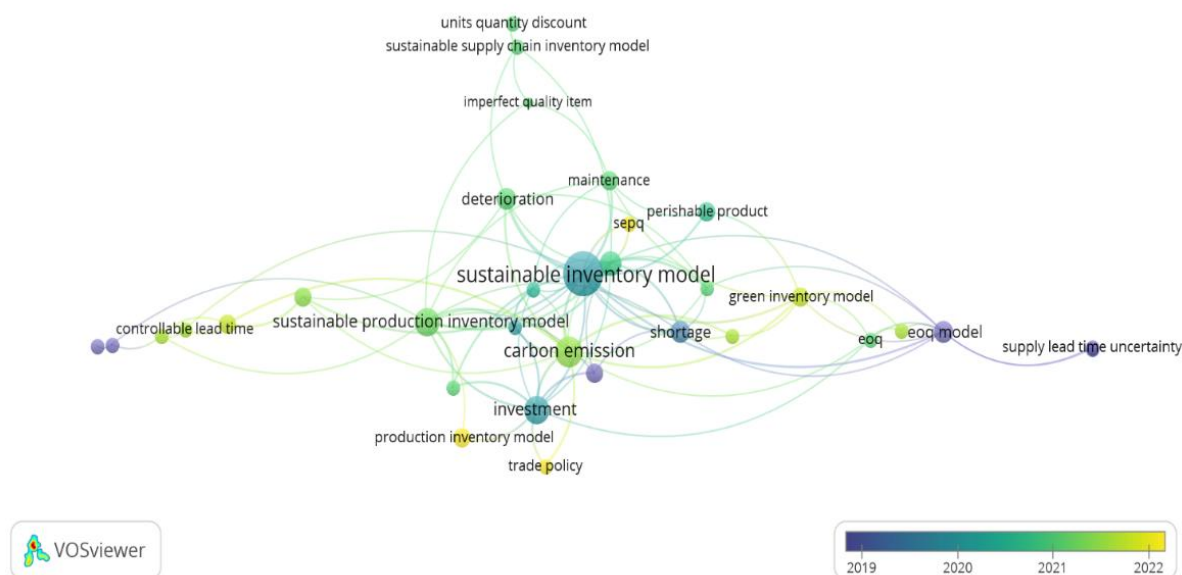 units quantity discount
sustainable supply chain inventory model
imperfect quality item
maintenance
deterioration
perishable product
sepq
sustainable inventory model
green inventory model
controllable lead time
sustainable production inventory model
shortage
eoq model
eoq
supply lead time uncertainty
carbon emission
investment
production inventory model
trade policy
VOSviewer
2019 2020 2021 2022